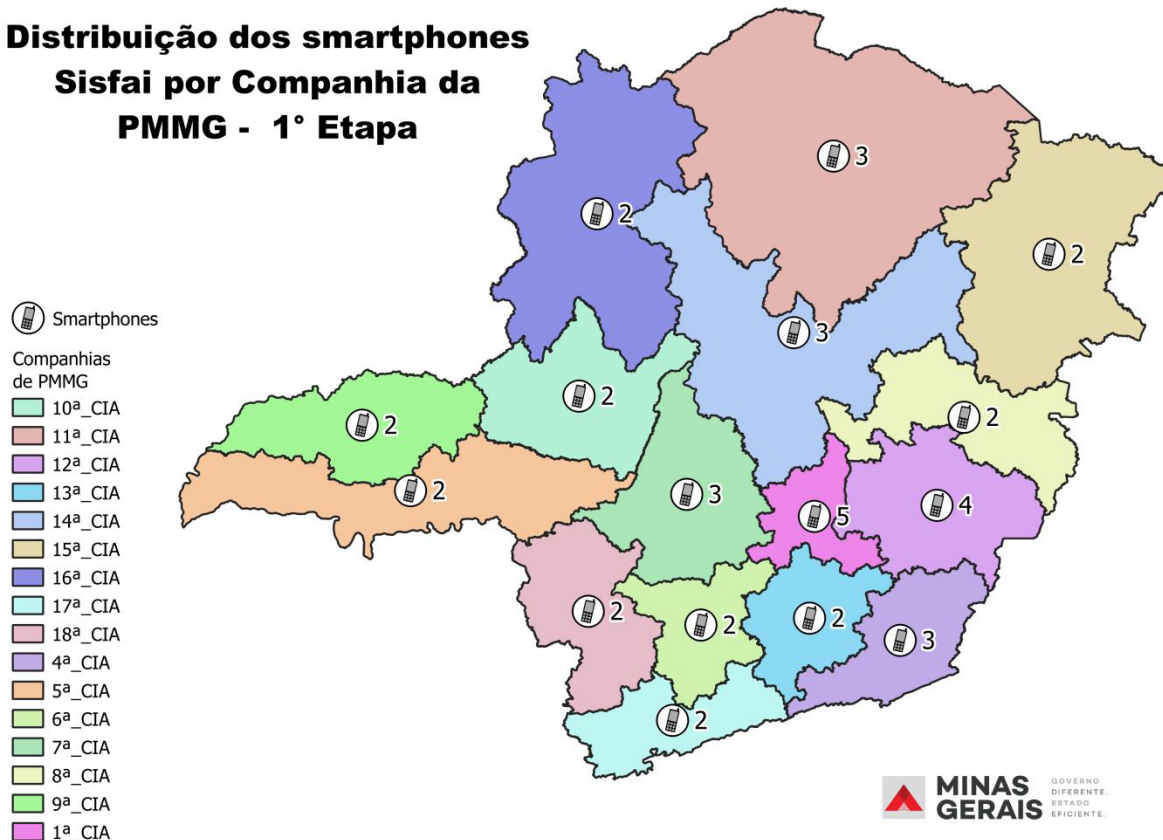 Distribuição dos smartphones
Sisfai por Companhia da
PMMG - 1° Etapa
3
2
2
3
2
2
2
2
3
5
4
2
2
2
3
2
Smartphones
Companhias
de PMMG
10ª_CIA
11ª_CIA
12ª_CIA
13ª_CIA
14ª_CIA
15ª_CIA
16ª_CIA
17ª_CIA
18ª_CIA
4ª_CIA
5ª_CIA
6ª_CIA
7ª_CIA
8ª_CIA
9ª_CIA
1ª_CIA
MINAS
GERAIS
GOVERNO
DIFERENTE.
ESTADO
EFICIENTE.